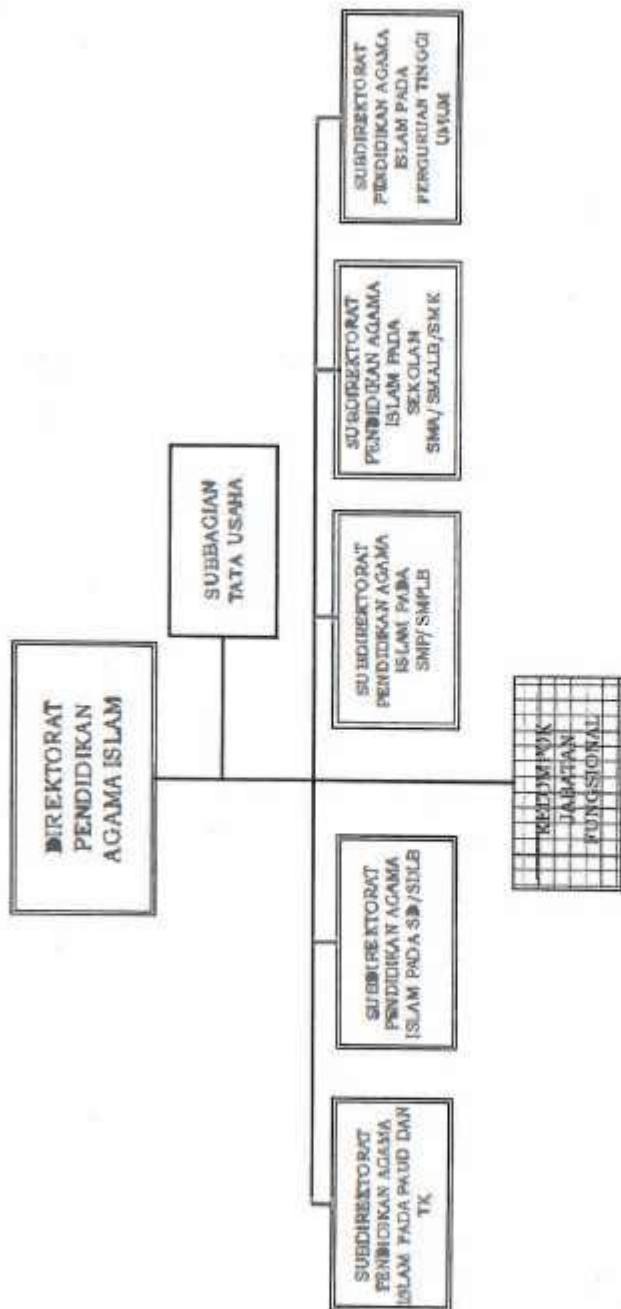 DIREKTORAT
PENDIDIKAN
AGAMA ISLAM
SUBBAGIAN
TATA USAHA
SUBDIREKTORAT
PENDIDIKAN AGAMA
ISLAM PADA PAUD DAN
TK
SUBDIREKTORAT
PENDIDIKAN AGAMA
ISLAM PADA SD/SDLB
SUBDIREKTORAT
PENDIDIKAN AGAMA
ISLAM PADA
SMP/SMPLB
SUBDIREKTORAT
PENDIDIKAN AGAMA
ISLAM PADA
SEKOLAH
SMA/SMALB/SMK
SUBDIREKTORAT
PENDIDIKAN AGAMA
ISLAM PADA
PERGURUAN TINGGI
UMUM
KELOMPOK
JABATAN
FUNGSIONAL